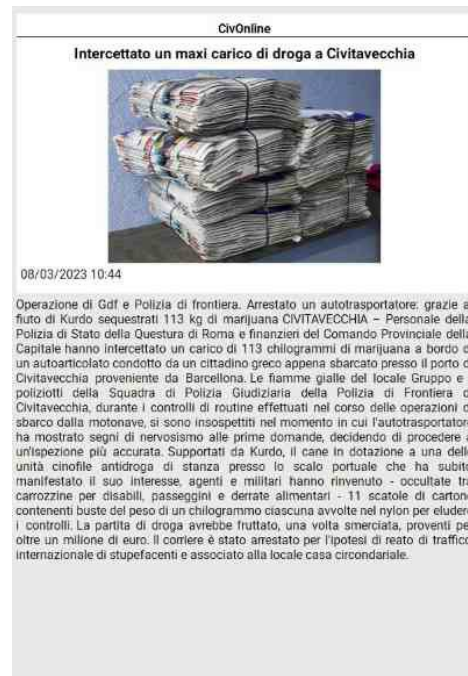 CivOnline
Intercettato un maxi carico di droga a Civitavecchia
08/03/2023 10:44
Operazione di Gdf e Polizia di frontiera. Arrestato un autotrasportatore: grazie a
fiuto di Kurdo sequestrati 113 kg di marijuana CIVITAVECCHIA – Personale della
Polizia di Stato della Questura di Roma e finanzieri del Comando Provinciale della
Capitale hanno intercettato un carico di 113 chilogrammi di marijuana a bordo d
un autoarticolato condotto da un cittadino greco appena sbarcato presso il porto d
Civitavecchia proveniente da Barcellona. Le fiamme gialle del locale Gruppo e
poliziotti della Squadra di Polizia Giudiziaria della Polizia di Frontiera d
Civitavecchia, durante i controlli di routine effettuati nel corso delle operazioni d
sbarco dalla motonave, si sono insospettiti nel momento in cui l'autotrasportatore
ha mostrato segni di nervosismo alle prime domande, decidendo di procedere a
un'ispezione più accurata. Supportati da Kurdo, il cane in dotazione a una delle
unità cinofile antidroga di stanza presso lo scalo portuale che ha subito
manifestato il suo interesse, agenti e militari hanno rinvenuto - occultate tra
carrozzine per disabili, passeggini e derrate alimentari - 11 scatole di cartone
contenenti buste del peso di un chilogrammo ciascuna avvolte nel nylon per eludere
i controlli. La partita di droga avrebbe fruttato, una volta smerciata, proventi pe
oltre un milione di euro. Il corriere è stato arrestato per l'ipotesi di reato di traffico
internazionale di stupefacenti e associato alla locale casa circondariale.